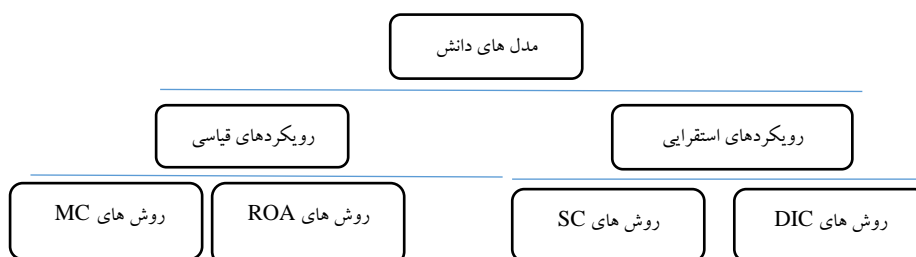 مدل های دانش
رویکردهای استقرایی
رویکردهای قیاسی
روش های DIC
روش های SC
روش های ROA
روش های MC